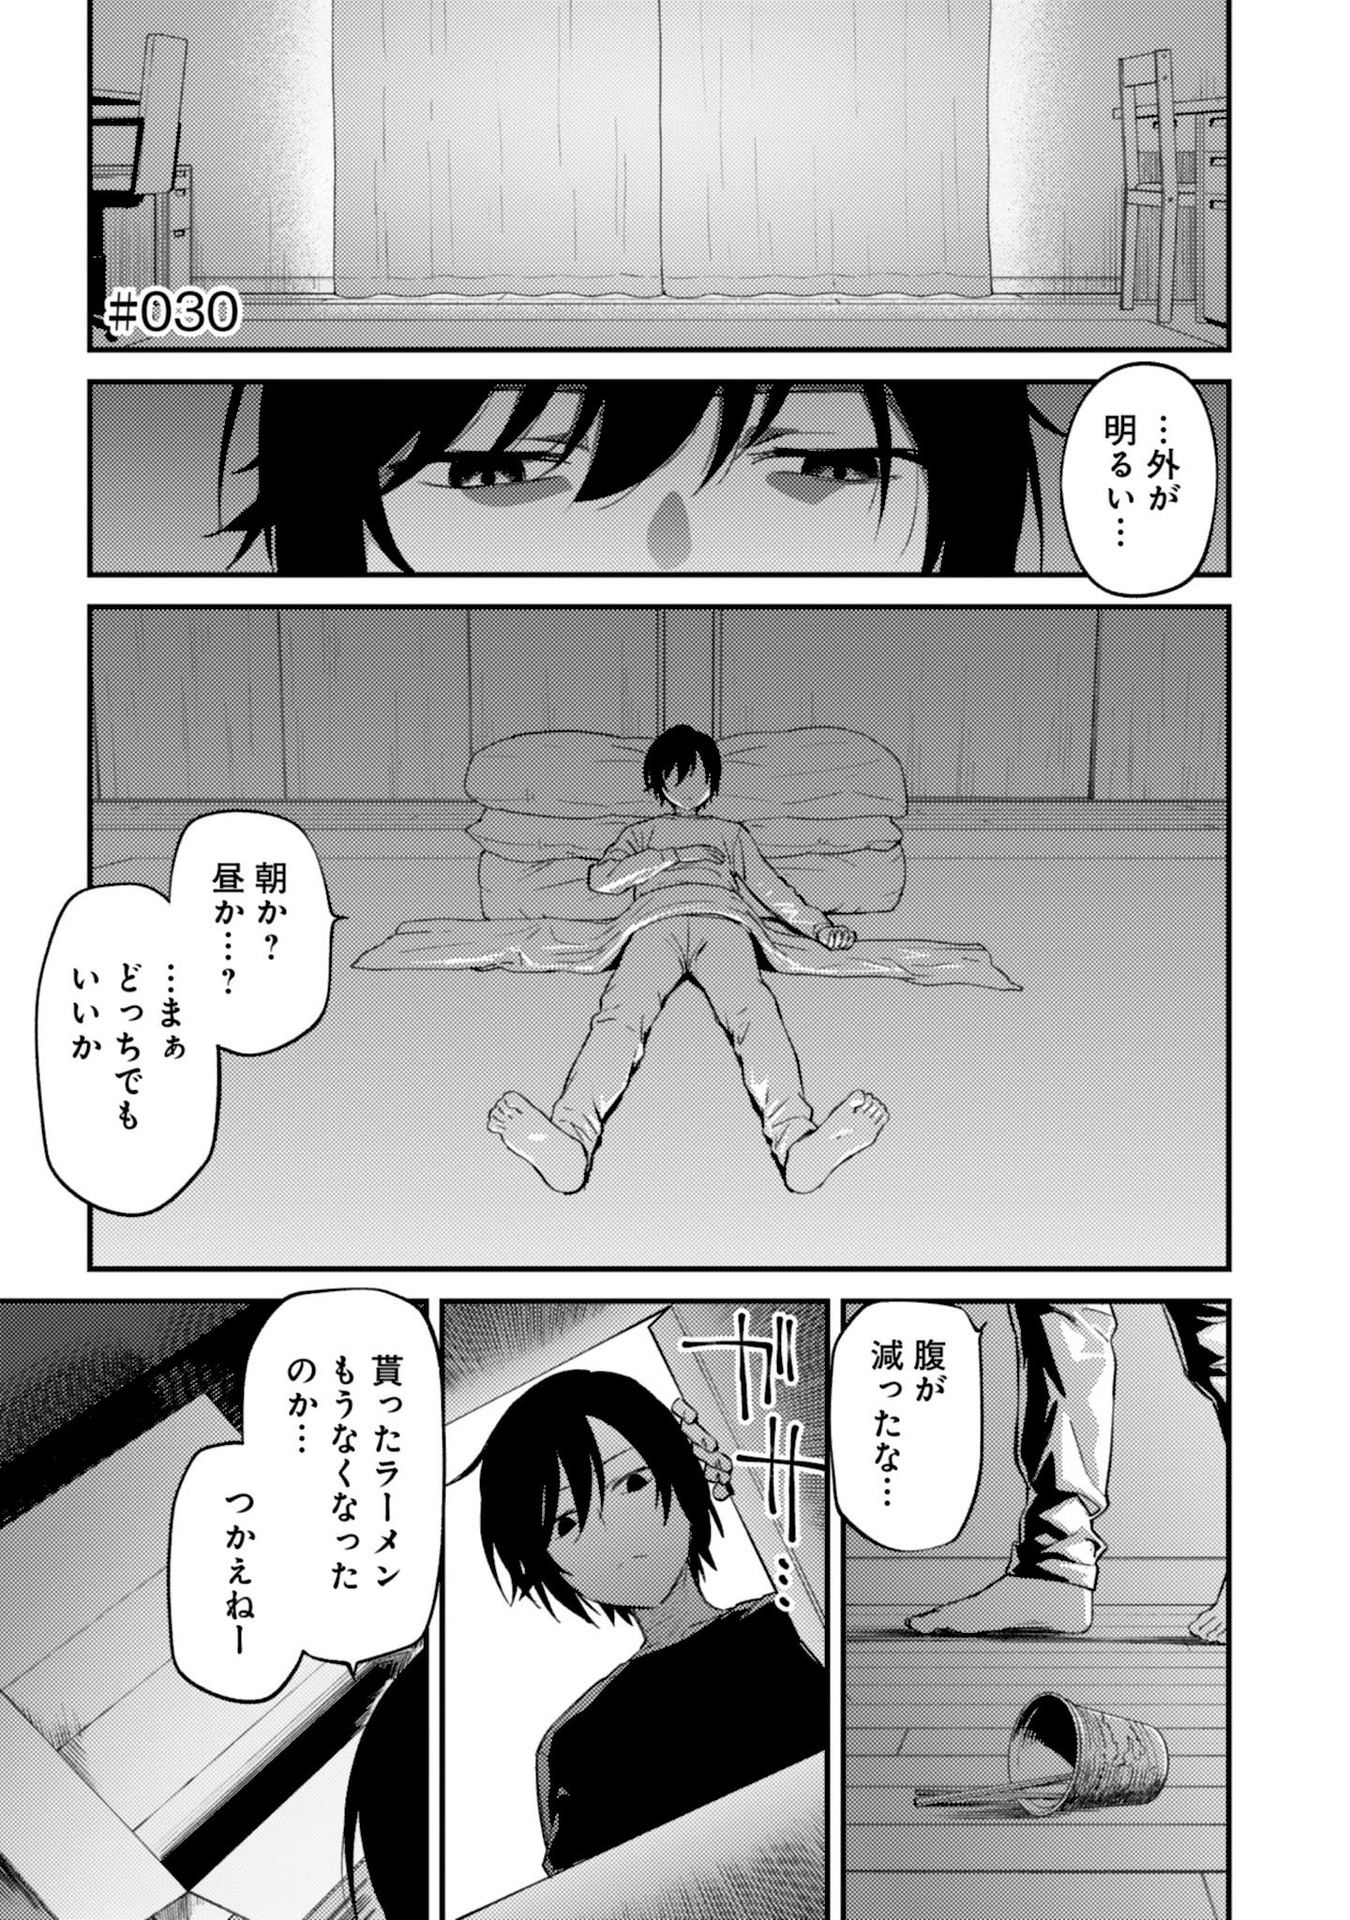 #030
…外が
明るい…
朝か？
昼か…？
…まぁ
どっちでも
いいか
腹が
減ったな…
ガサガサ…
貰ったラーメン
もうなくなった
のか…
つかえねー